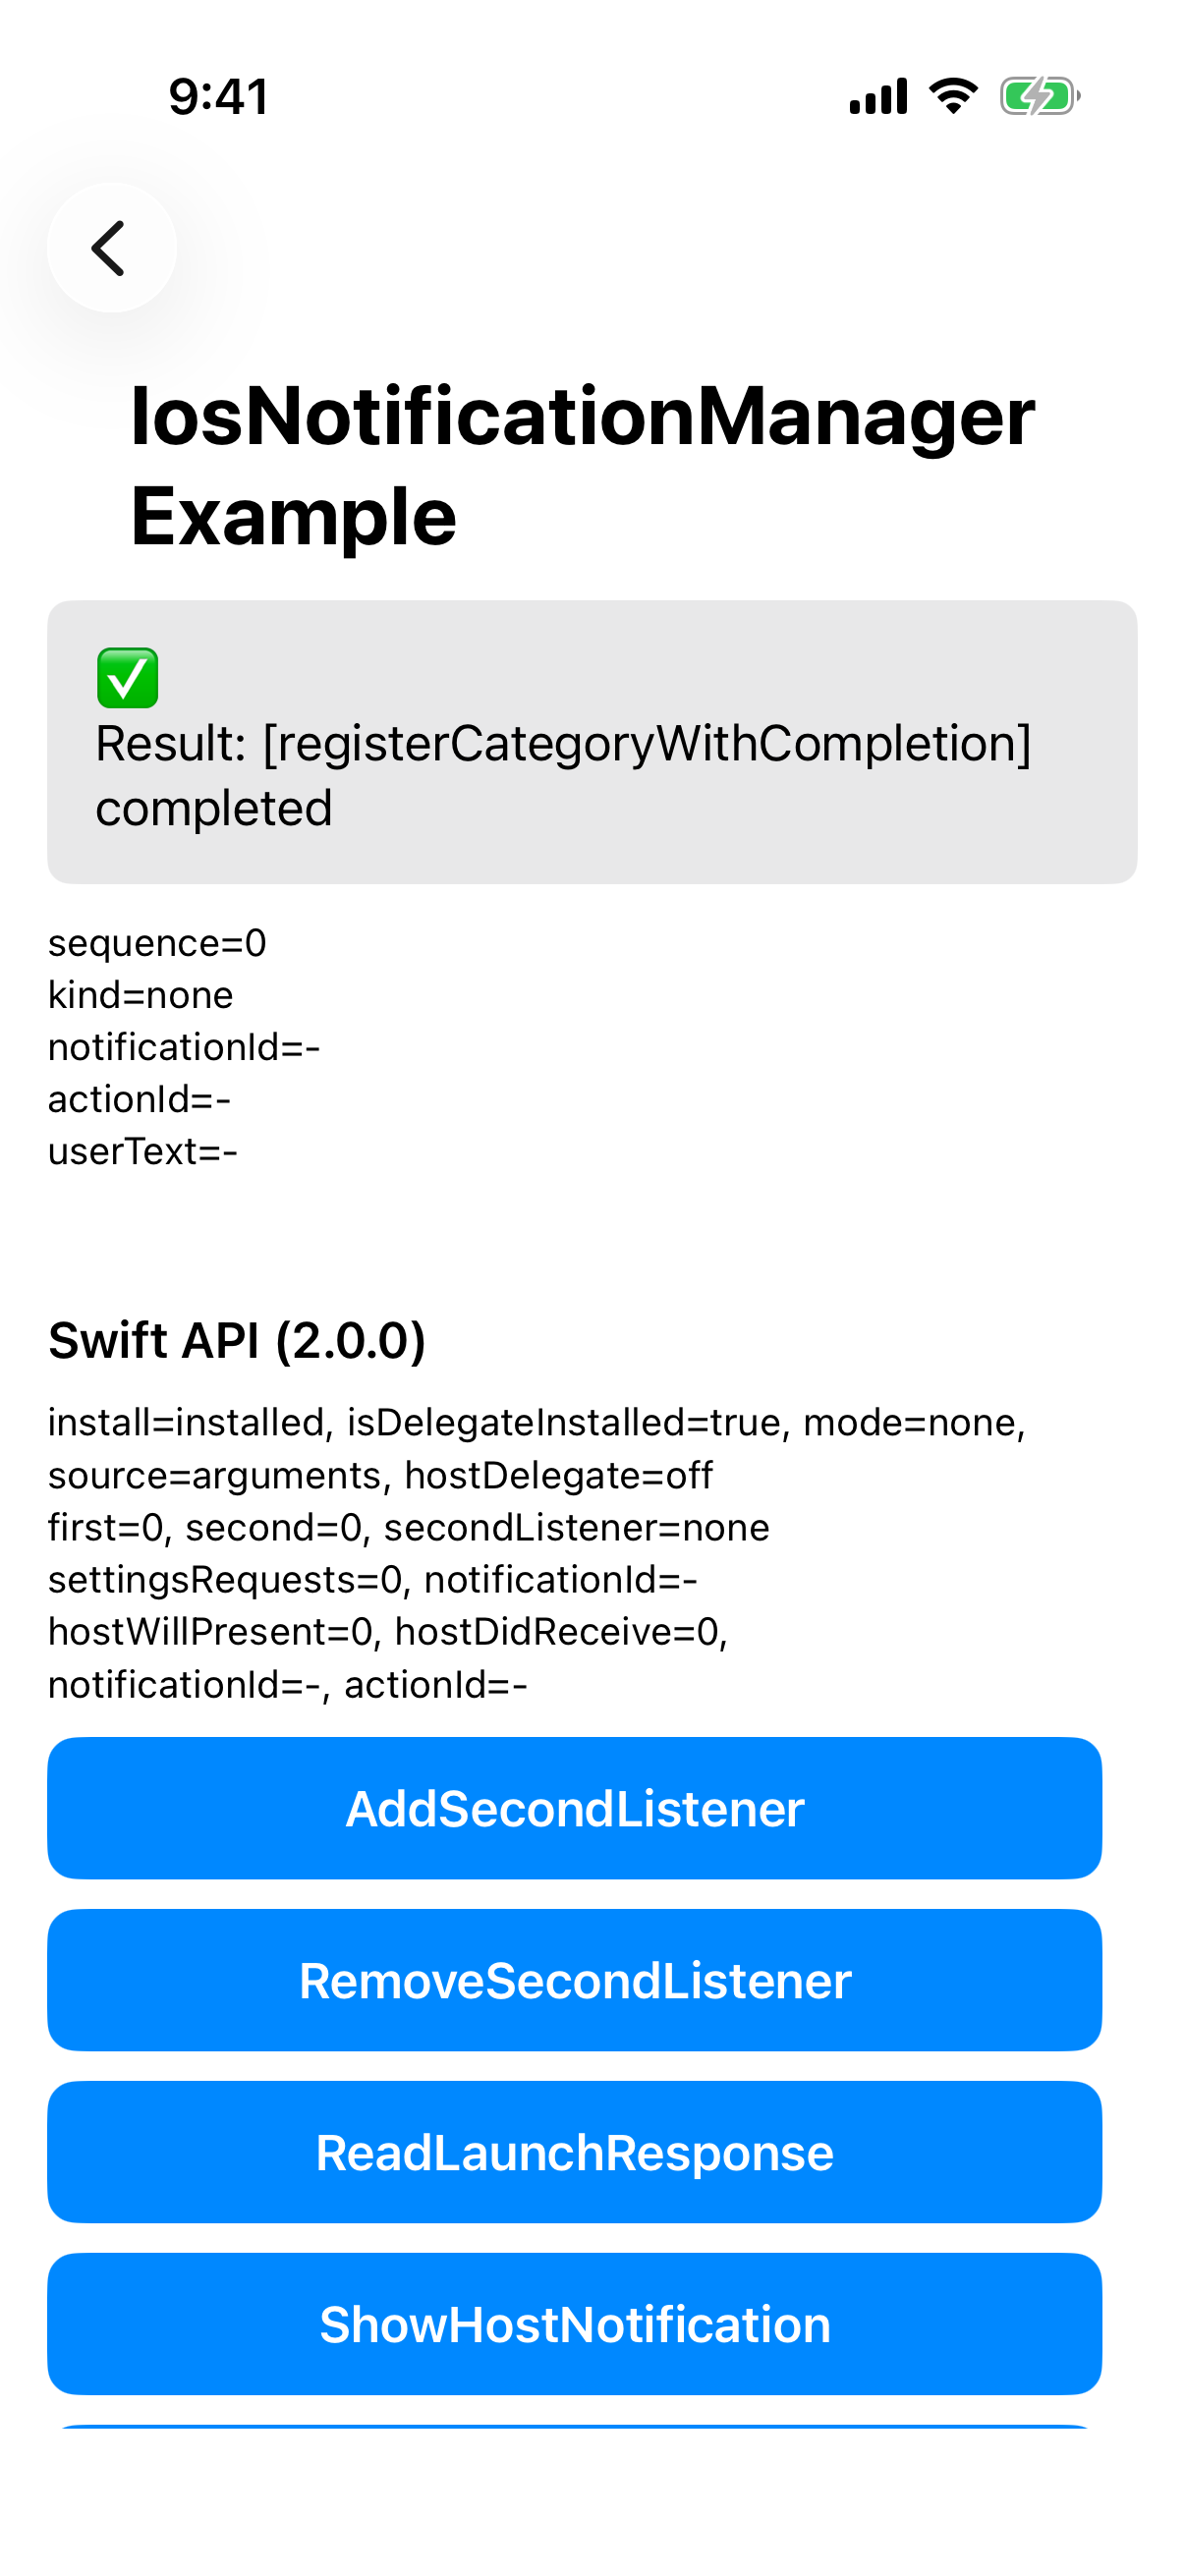 9:41
IosNotificationManager
Example
✅
Result: [registerCategoryWithCompletion]
completed
sequence=0
kind=none
notificationId=-
actionId=-
userText=-
Swift API (2.0.0)
install=installed, isDelegateInstalled=true, mode=none,
source=arguments, hostDelegate=off
first=0, second=0, secondListener=none
settingsRequests=0, notificationId=-
hostWillPresent=0, hostDidReceive=0,
notificationId=-, actionId=-
AddSecondListener
RemoveSecondListener
ReadLaunchResponse
ShowHostNotification